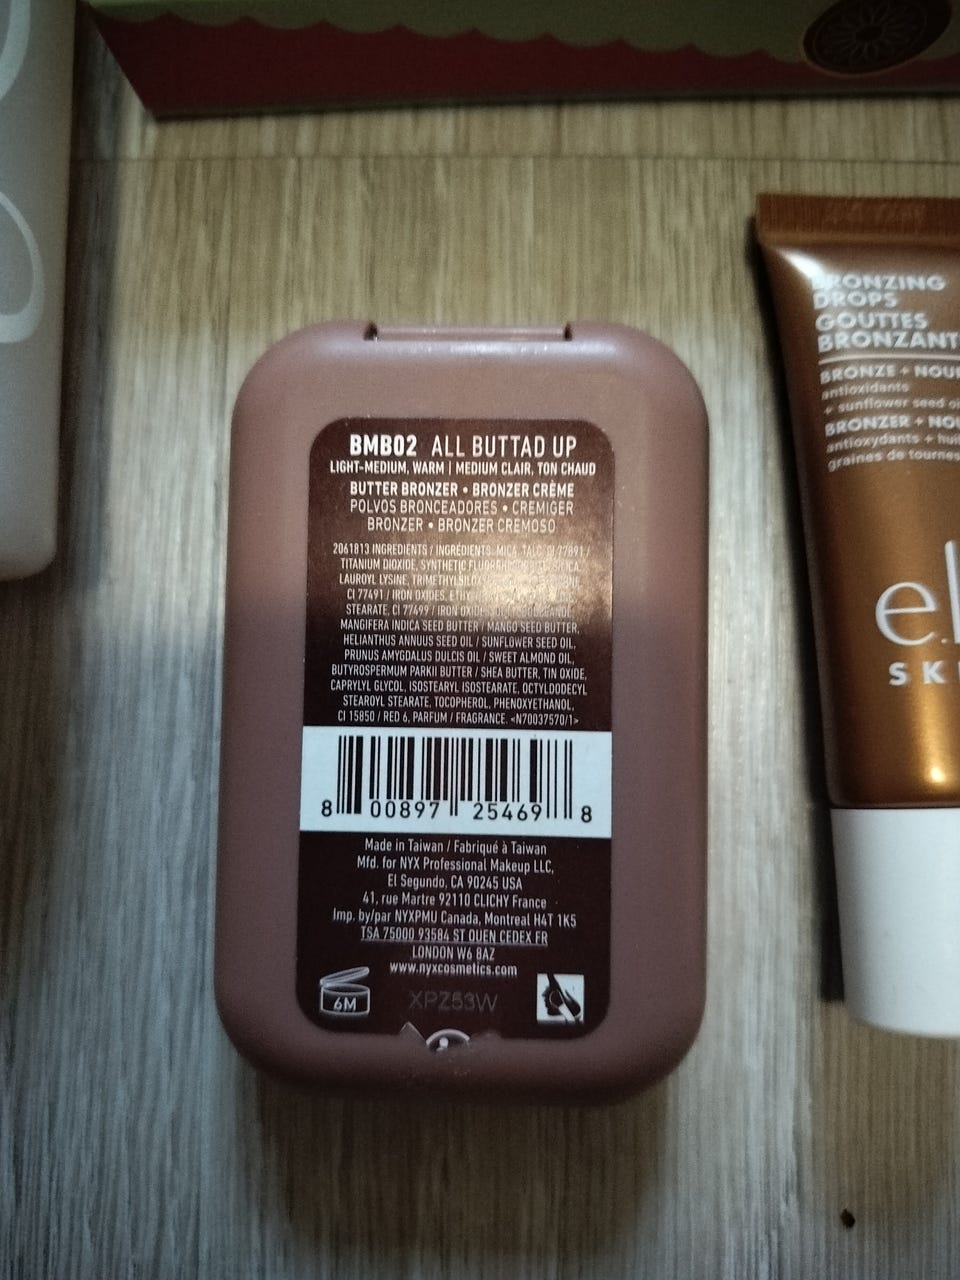 BMB02 ALL BUTTAD UP
LIGHT-MEDIUM, WARM | MEDIUM CLAIR, TON CHAUD
BUTTER BRONZER • BRONZER CRÈME
POLVOS BRONCEADORES • CREMIGER
BRONZER • BRONZER CREMOSO
2061813 INGREDIENTS / INGRÉDIENTS: MICA, TALC, CI 77891 /
TITANIUM DIOXIDE, SYNTHETIC
LAUROYL LYSINE,
CI 77491 / IRON OXIDES,
STEARATE, CI 77499 / IRON
MANGIFERA INDICA SEED BUTTER / MANGO SEED BUTTER,
HELIANTHUS ANNUUS SEED OIL / SUNFLOWER SEED OIL,
PRUNUS AMYGDALUS DULCIS OIL / SWEET ALMOND OIL,
BUTYROSPERMUM PARKII BUTTER / SHEA BUTTER, TIN OXIDE,
CAPRYLYL GLYCOL, ISOSTEARYL ISOSTEARATE, OCTYLDODECYL
STEAROYL STEARATE, TOCOPHEROL, PHENOXYETHANOL,
CI 15850 / RED 6, PARFUM / FRAGRANCE. <N70037570/1>
8 00897 25469 8
Made in Taiwan / Fabriqué à Taiwan
Mfd. for NYX Professional Makeup LLC,
El Segundo, CA 90245 USA
41, rue Martre 92110 CLICHY France
Imp. by/par NYXPMU Canada, Montreal H4T 1K5
TSA 75000 93584 ST OUEN CEDEX FR
LONDON W6 8AZ
www.nyxcosmetics.com
6M
XPZ53W
BRONZING
DROPS
GOUTTES
BRONZANT
BRONZE + NOU
antioxidants
+ sunflower seed oi
BRONZER + NOU
antioxydants + hui
graines de tournes
e.l
SK